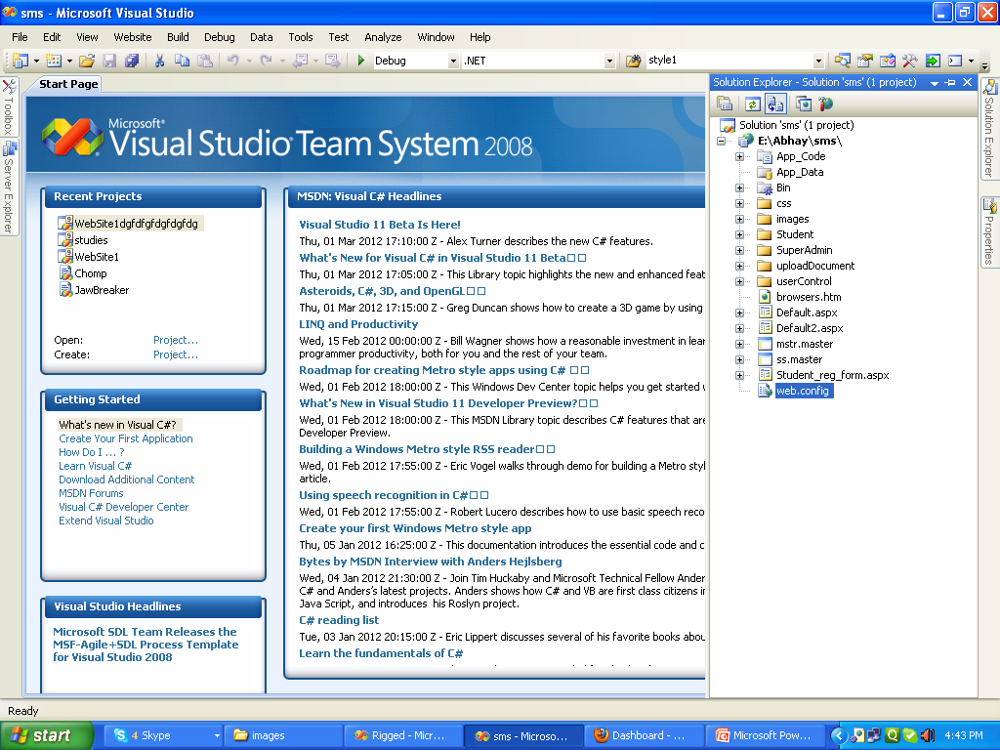 sms - Microsoft Visual Studio
File Edit View Website Build Debug Data Tools Test Analyze Window Help
Debug .NET style1
Toolbox
Server Explorer
Start Page
Microsoft®
Visual Studio Team System 2008
Recent Projects
WebSite1dgfdfgfdgfdgfdg
studies
WebSite1
Chomp
JawBreaker
Open: Project...
Create: Project...
Getting Started
What's new in Visual C#?
Create Your First Application
How Do I ... ?
Learn Visual C#
Download Additional Content
MSDN Forums
Visual C# Developer Center
Extend Visual Studio
Visual Studio Headlines
Microsoft SDL Team Releases the
MSF-Agile+SDL Process Template
for Visual Studio 2008
MSDN: Visual C# Headlines
Visual Studio 11 Beta Is Here!
Thu, 01 Mar 2012 17:10:00 Z - Alex Turner describes the new C# features.
What's New for Visual C# in Visual Studio 11 Beta
Thu, 01 Mar 2012 17:05:00 Z - This Library topic highlights the new and enhanced feat
Asteroids, C#, 3D, and OpenGL
Thu, 01 Mar 2012 17:15:00 Z - Greg Duncan shows how to create a 3D game by using
LINQ and Productivity
Wed, 15 Feb 2012 00:00:00 Z - Bill Wagner shows how a reasonable investment in lear
programmer productivity, both for you and the rest of your team.
Roadmap for creating Metro style apps using C#
Wed, 01 Feb 2012 18:00:00 Z - This Windows Dev Center topic helps you get started
What's New in Visual Studio 11 Developer Preview?
Wed, 01 Feb 2012 18:00:00 Z - This MSDN Library topic describes C# features that are
Developer Preview.
Building a Windows Metro style RSS reader
Wed, 01 Feb 2012 17:55:00 Z - Eric Vogel walks through demo for building a Metro styl
article.
Using speech recognition in C#
Wed, 01 Feb 2012 17:55:00 Z - Robert Lucero describes how to use basic speech reco
Create your first Windows Metro style app
Thu, 05 Jan 2012 16:25:00 Z - This documentation introduces the essential code and c
Bytes by MSDN Interview with Anders Hejlsberg
Wed, 04 Jan 2012 21:30:00 Z - Join Tim Huckaby and Microsoft Technical Fellow Ander
C# and Anders's latest projects. Anders shows how C# and VB are first class citizens i
Java Script, and introduces his Roslyn project.
C# reading list
Tue, 03 Jan 2012 20:15:00 Z - Eric Lippert discusses several of his favorite books abou
Learn the fundamentals of C#
Solution Explorer - Solution 'sms' (1 project)
Solution 'sms' (1 project)
E:\Abhay\sms\
App_Code
App_Data
Bin
css
images
Student
SuperAdmin
uploadDocument
userControl
browsers.htm
Default.aspx
Default2.aspx
mstr.master
ss.master
Student_reg_form.aspx
web.config
Solution Explorer
Properties
Ready
start
4 Skype
images
Rigged - Micr...
sms - Microso...
Dashboard - ...
Microsoft Pow...
4:43 PM